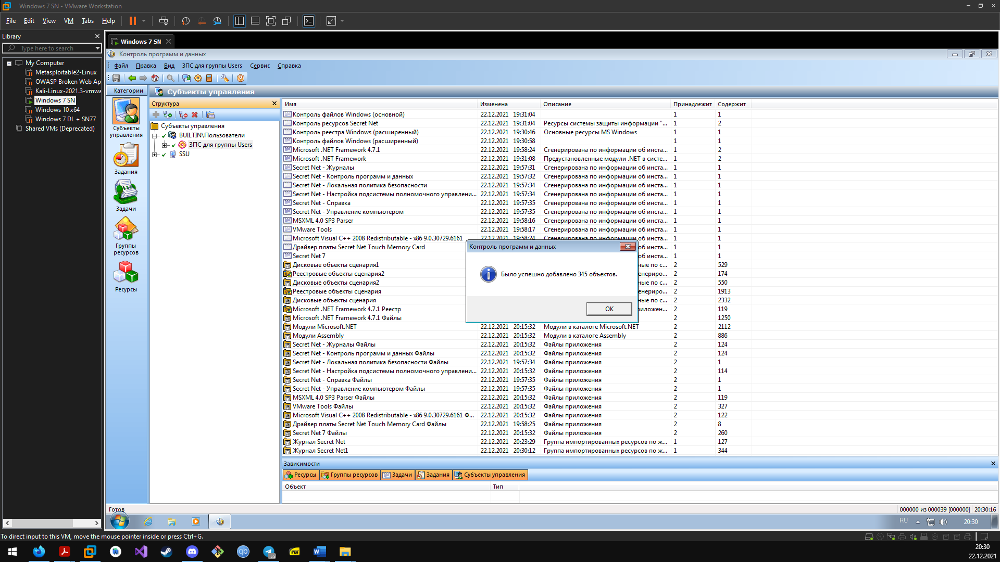 Windows 7 SN - VMware Workstation
File Edit View VM Tabs Help
Library
Type here to search
My Computer
Metasploitable2-Linux
OWASP Broken Web Ap
Kali-Linux-2021.3-vmwa
Windows 7 SN
Windows 10 x64
Windows 7 DL + SN77
Shared VMs (Deprecated)
Windows 7 SN
Контроль программ и данных
Файл Правка Вид ЗПС для группы Users Сервис Справка
Категории
Субъекты управления
Задания
Задачи
Группы ресурсов
Ресурсы
Субъекты управления
Структура
Субъекты управления
BUILTIN\Пользователи
ЗПС для группы Users
SSU
Имя Изменена Описание Принадлежит Содержит
Контроль файлов Windows (основной) 22.12.2021 19:31:04 1 1
Контроль ресурсов Secret Net 22.12.2021 19:31:04 Ресурсы системы защиты информации "... 1 2
Контроль реестра Windows (расширенный) 22.12.2021 19:30:46 Основные ресурсы MS Windows 1 1
Контроль файлов Windows (расширенный) 22.12.2021 19:30:58 1 1
Microsoft .NET Framework 4.7.1 22.12.2021 19:58:24 Сгенерирована по информации об инста... 1 2
Microsoft .NET Framework 22.12.2021 19:31:08 Предустановленные модули .NET в систе... 1 2
Secret Net - Журналы 22.12.2021 19:57:31 Сгенерирована по информации об инста... 1 1
Secret Net - Контроль программ и данных 22.12.2021 19:57:32 Сгенерирована по информации об инста... 1 1
Secret Net - Локальная политика безопасности 22.12.2021 19:57:34 Сгенерирована по информации об инста... 1 1
Secret Net - Настройка подсистемы полномочного управлени... 22.12.2021 19:57:34 Сгенерирована по информации об инста... 1 1
Secret Net - Справка 22.12.2021 19:57:35 Сгенерирована по информации об инста... 1 1
Secret Net - Управление компьютером 22.12.2021 19:57:35 Сгенерирована по информации об инста... 1 1
MSXML 4.0 SP3 Parser 22.12.2021 19:58:16 Сгенерирована по информации об инста... 1 1
VMware Tools 22.12.2021 19:58:17 Сгенерирована по информации об инста... 1 1
Microsoft Visual C++ 2008 Redistributable - x86 9.0.30729.6161 22.12.2021 19:58:24 Сгенерирована по информации об инста... 1 1
Драйвер платы Secret Net Touch Memory Card об инста... 1 1
Secret Net 7 об инста... 1 1
Дисковые объекты сценария1 ные по с... 2 529
Реестровые объекты сценария2 енериро... 2 174
Дисковые объекты сценария2 ные по с... 2 550
Реестровые объекты сценария енериро... 2 1913
Дисковые объекты сценария ные по с... 2 2332
Microsoft .NET Framework 4.7.1 Реестр риложен... 2 119
Microsoft .NET Framework 4.7.1 Файлы 2 1250
Модули Microsoft.NET 22.12.2021 20:15:32 Модули в каталоге Microsoft.NET 2 2112
Модули Assembly 22.12.2021 20:15:32 Модули в каталоге Assembly 2 886
Secret Net - Журналы Файлы 22.12.2021 20:15:32 Файлы приложения 2 124
Secret Net - Контроль программ и данных Файлы 22.12.2021 20:15:32 Файлы приложения 2 124
Secret Net - Локальная политика безопасности Файлы 22.12.2021 19:57:34 Файлы приложения 2 1
Secret Net - Настройка подсистемы полномочного управлени... 22.12.2021 20:15:32 Файлы приложения 2 114
Secret Net - Справка Файлы 22.12.2021 19:57:35 Файлы приложения 2 1
Secret Net - Управление компьютером Файлы 22.12.2021 19:57:35 Файлы приложения 2 1
MSXML 4.0 SP3 Parser Файлы 22.12.2021 20:15:32 Файлы приложения 2 119
VMware Tools Файлы 22.12.2021 20:15:32 Файлы приложения 2 327
Microsoft Visual C++ 2008 Redistributable - x86 9.0.30729.6161 Ф... 22.12.2021 20:15:32 Файлы приложения 2 122
Драйвер платы Secret Net Touch Memory Card Файлы 22.12.2021 19:58:25 Файлы приложения 2 8
Secret Net 7 Файлы 22.12.2021 20:15:32 Файлы приложения 2 260
Журнал Secret Net 22.12.2021 20:23:29 Группа импортированных ресурсов по ж... 1 127
Журнал Secret Net1 22.12.2021 20:30:12 Группа импортированных ресурсов по ж... 1 344
Контроль программ и данных
Было успешно добавлено 345 объектов.
OK
Зависимости
Ресурсы Группы ресурсов Задачи Задания Субъекты управления
Объект Тип
Готов 000000 из 000039 [000000] 20:30:16
RU 20:30
To direct input to this VM, move the mouse pointer inside or press Ctrl+G.
qb 55 PDF W
20:30
22.12.2021